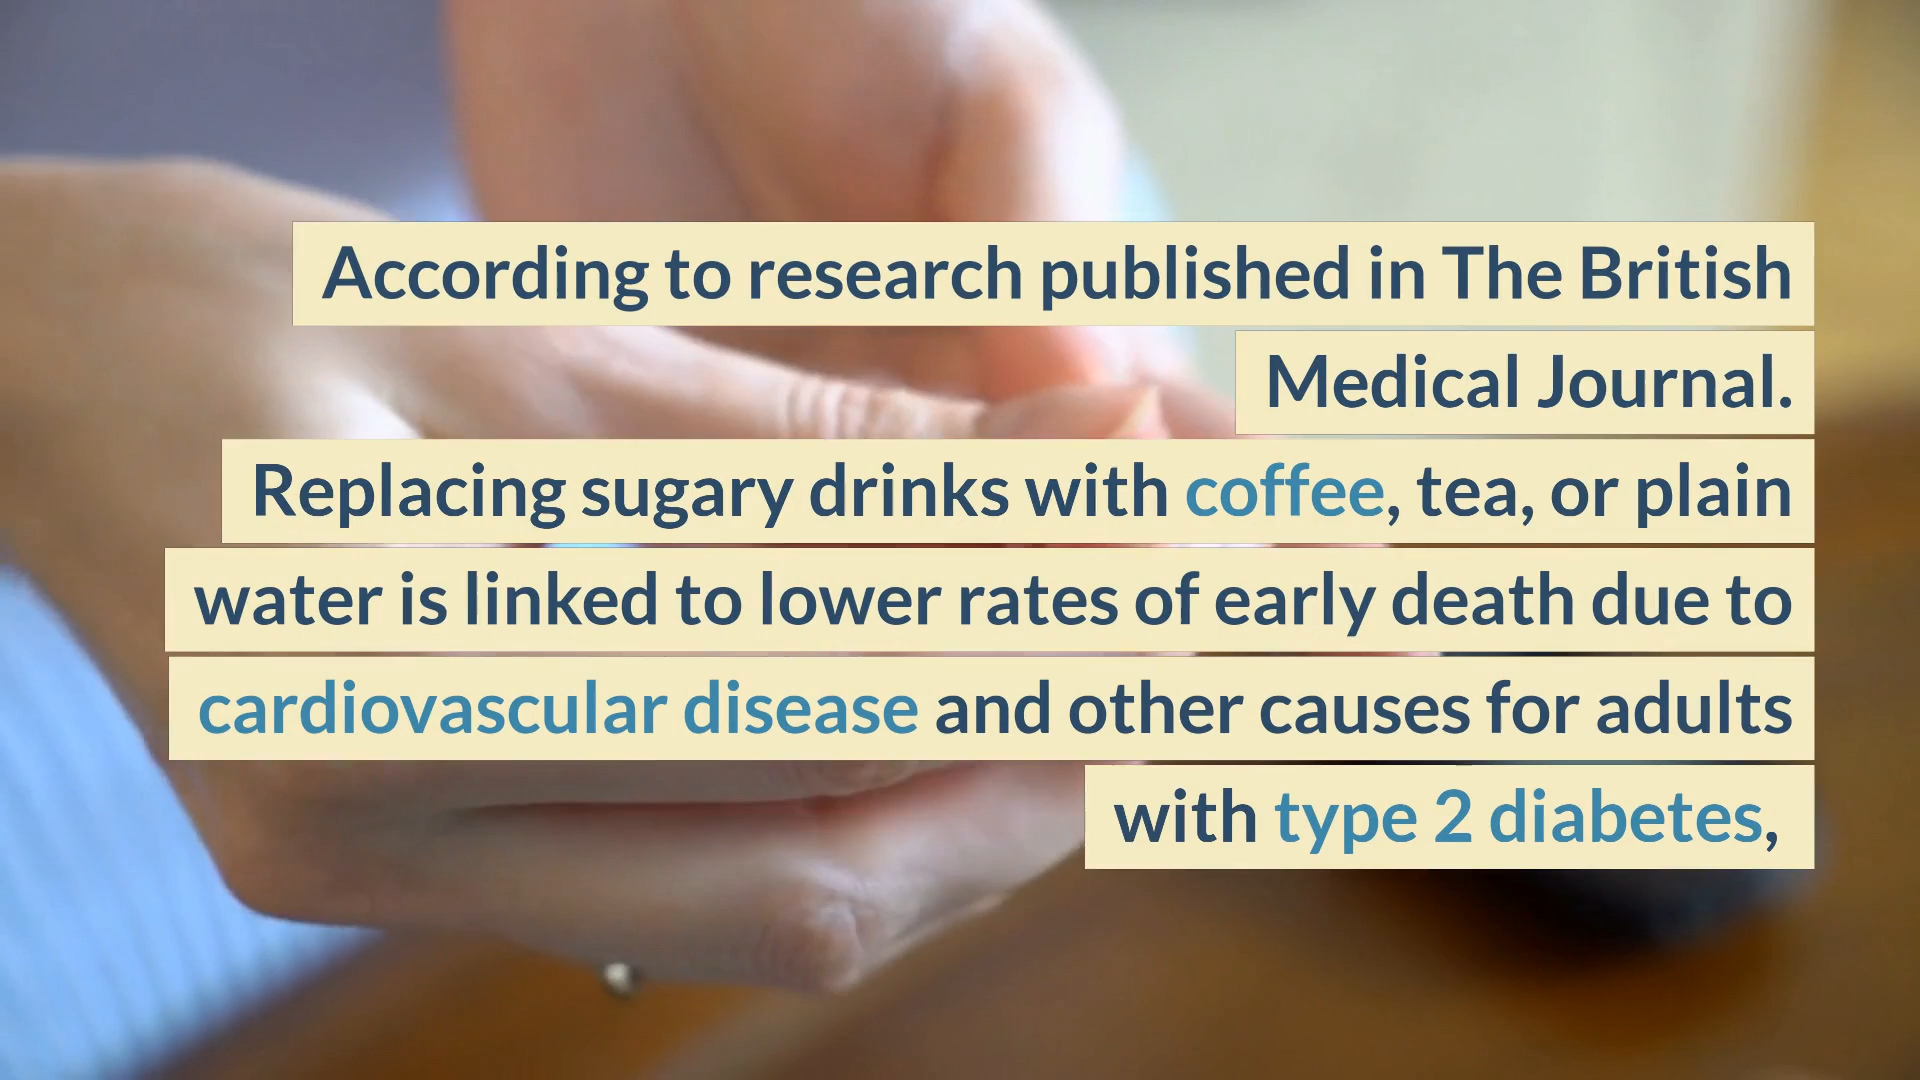 According to research published in The British
Medical Journal.
Replacing sugary drinks with coffee, tea, or plain
water is linked to lower rates of early death due to
cardiovascular disease and other causes for adults
with type 2 diabetes,